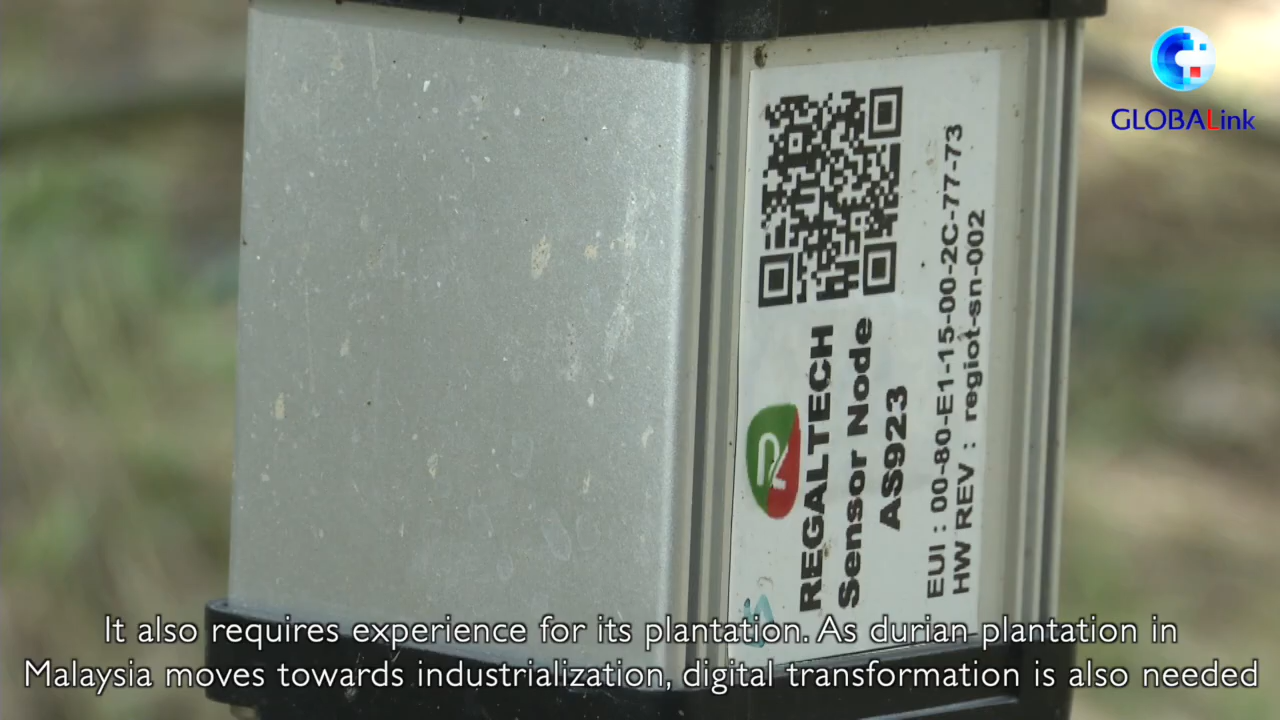 GLOBALink
REGALTECH
Sensor Node
AS923
EUI : 00-80-E1-15-00-2C-77-73
HW REV : regiot-sn-002
It also requires experience for its plantation. As durian plantation in
Malaysia moves towards industrialization, digital transformation is also needed